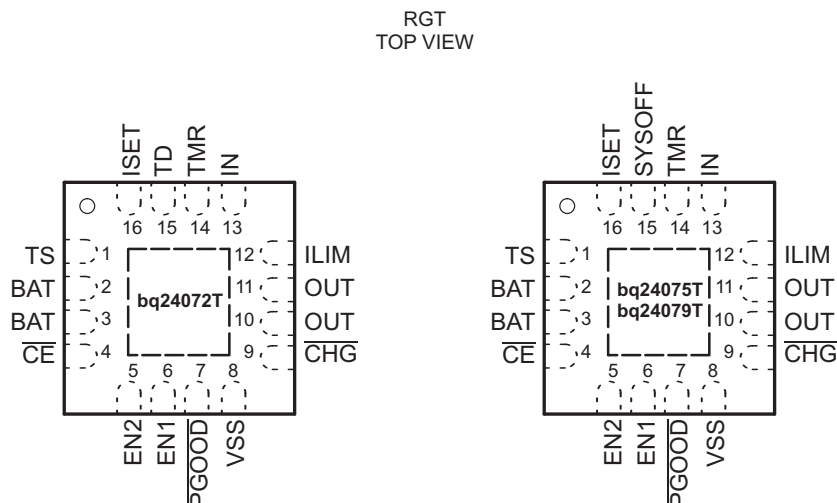 RGT
TOP VIEW
ISET TD TMR IN
16 15 14 13
TS 1
BAT 2
BAT 3
CE 4
bq24072T
12 ILIM
11 OUT
10 OUT
9 CHG
5 6 7 8
EN2 EN1 PGOOD VSS
ISET SYSOFF TMR IN
16 15 14 13
TS 1
BAT 2
BAT 3
CE 4
bq24075T
bq24079T
12 ILIM
11 OUT
10 OUT
9 CHG
5 6 7 8
EN2 EN1 PGOOD VSS